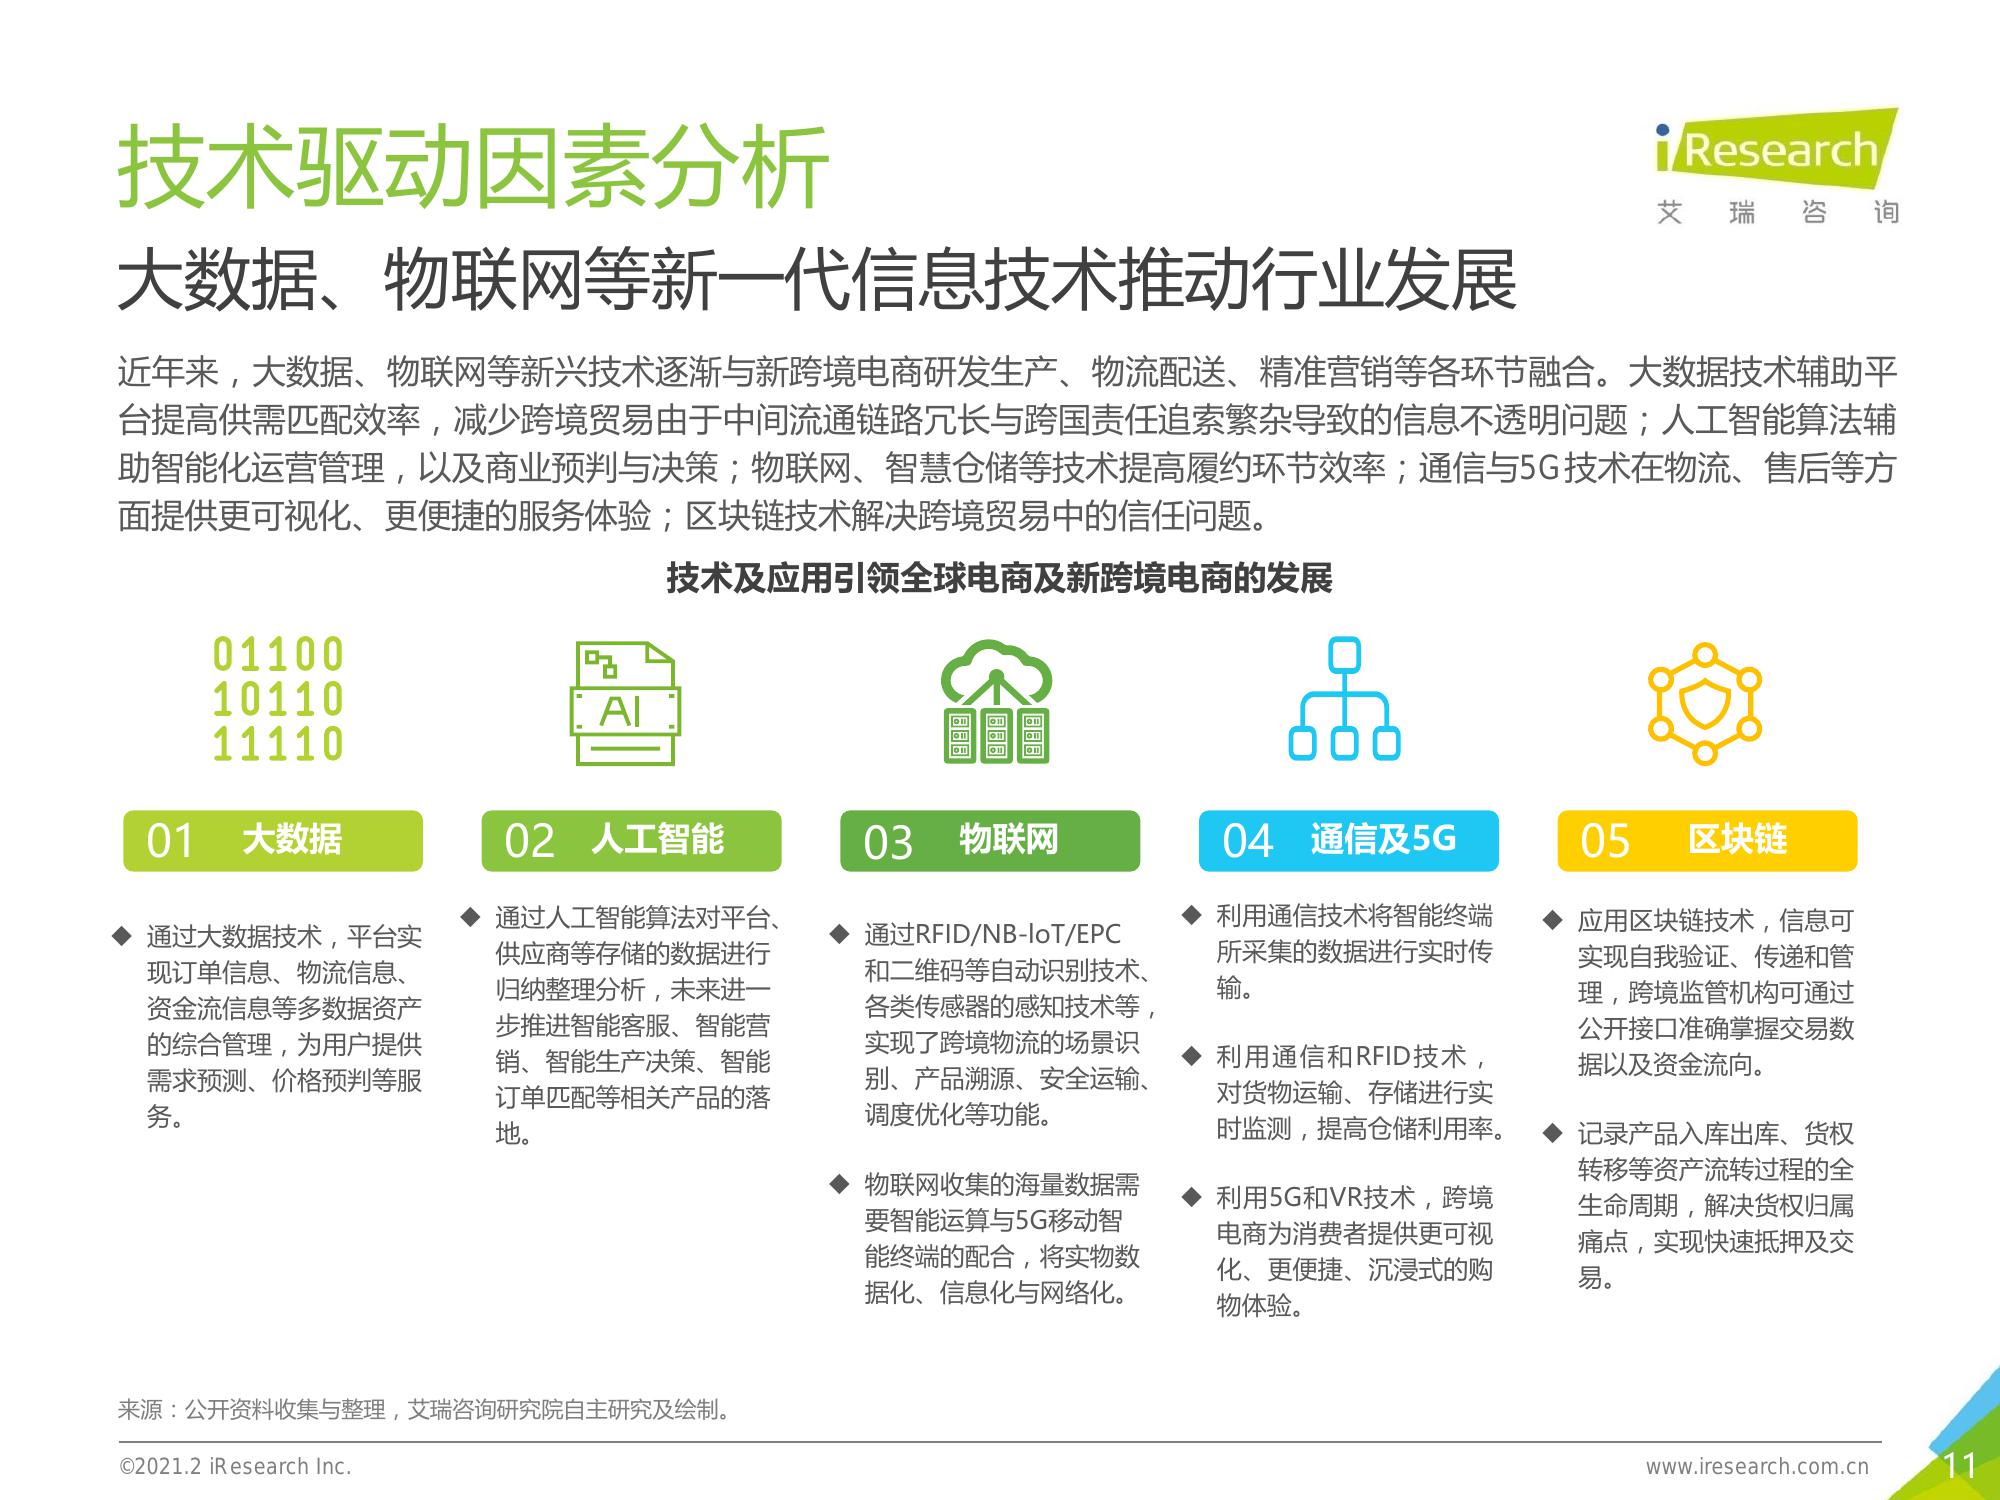 技术驱动因素分析
iResearch
艾瑞咨询
大数据、物联网等新一代信息技术推动行业发展
近年来，大数据、物联网等新兴技术逐渐与新跨境电商研发生产、物流配送、精准营销等各环节融合。大数据技术辅助平
台提高供需匹配效率，减少跨境贸易由于中间流通链路冗长与跨国责任追索繁杂导致的信息不透明问题；人工智能算法辅
助智能化运营管理，以及商业预判与决策；物联网、智慧仓储等技术提高履约环节效率；通信与5G技术在物流、售后等方
面提供更可视化、更便捷的服务体验；区块链技术解决跨境贸易中的信任问题。
技术及应用引领全球电商及新跨境电商的发展
01100
10110
11110
AI
01 大数据
◆ 通过大数据技术，平台实
现订单信息、物流信息、
资金流信息等多数据资产
的综合管理，为用户提供
需求预测、价格预判等服
务。
02 人工智能
◆ 通过人工智能算法对平台、
供应商等存储的数据进行
归纳整理分析，未来进一
步推进智能客服、智能营
销、智能生产决策、智能
订单匹配等相关产品的落
地。
03 物联网
◆ 通过RFID/NB-IoT/EPC
和二维码等自动识别技术、
各类传感器的感知技术等，
实现了跨境物流的场景识
别、产品溯源、安全运输、
调度优化等功能。
◆ 物联网收集的海量数据需
要智能运算与5G移动智
能终端的配合，将实物数
据化、信息化与网络化。
04 通信及5G
◆ 利用通信技术将智能终端
所采集的数据进行实时传
输。
◆ 利用通信和RFID技术，
对货物运输、存储进行实
时监测，提高仓储利用率。
◆ 利用5G和VR技术，跨境
电商为消费者提供更可视
化、更便捷、沉浸式的购
物体验。
05 区块链
◆ 应用区块链技术，信息可
实现自我验证、传递和管
理，跨境监管机构可通过
公开接口准确掌握交易数
据以及资金流向。
◆ 记录产品入库出库、货权
转移等资产流转过程的全
生命周期，解决货权归属
痛点，实现快速抵押及交
易。
来源：公开资料收集与整理，艾瑞咨询研究院自主研究及绘制。
©2021.2 iResearch Inc.
www.iresearch.com.cn
11